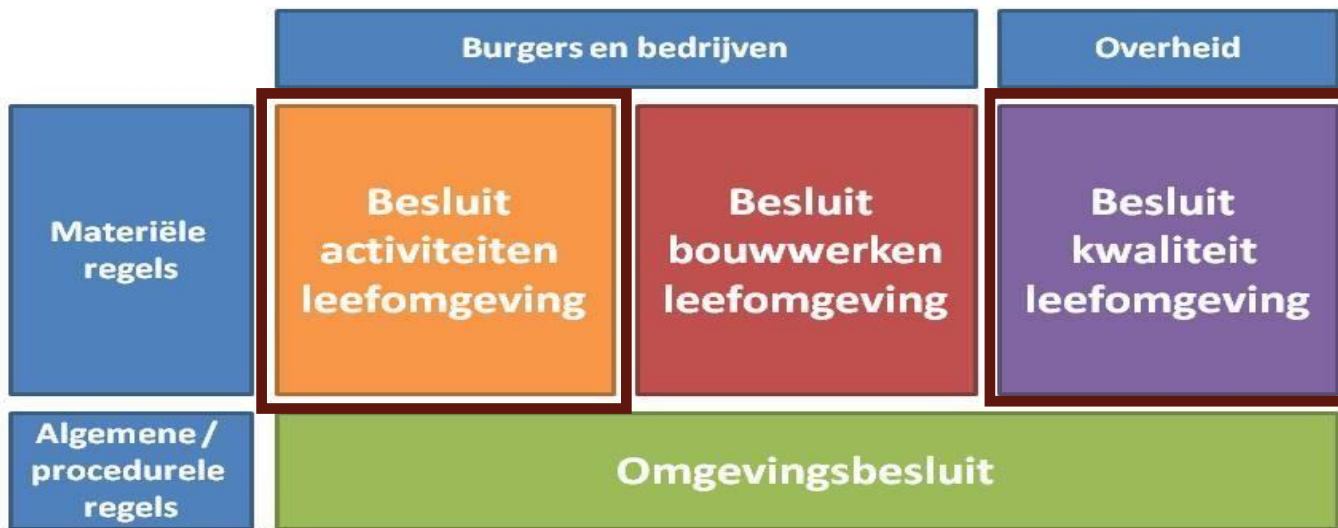 Burgers en bedrijven
Overheid
Materiële
regels
Besluit
activiteiten
leefomgeving
Besluit
bouwwerken
leefomgeving
Besluit
kwaliteit
leefomgeving
Algemene /
procedurele
regels
Omgevingsbesluit